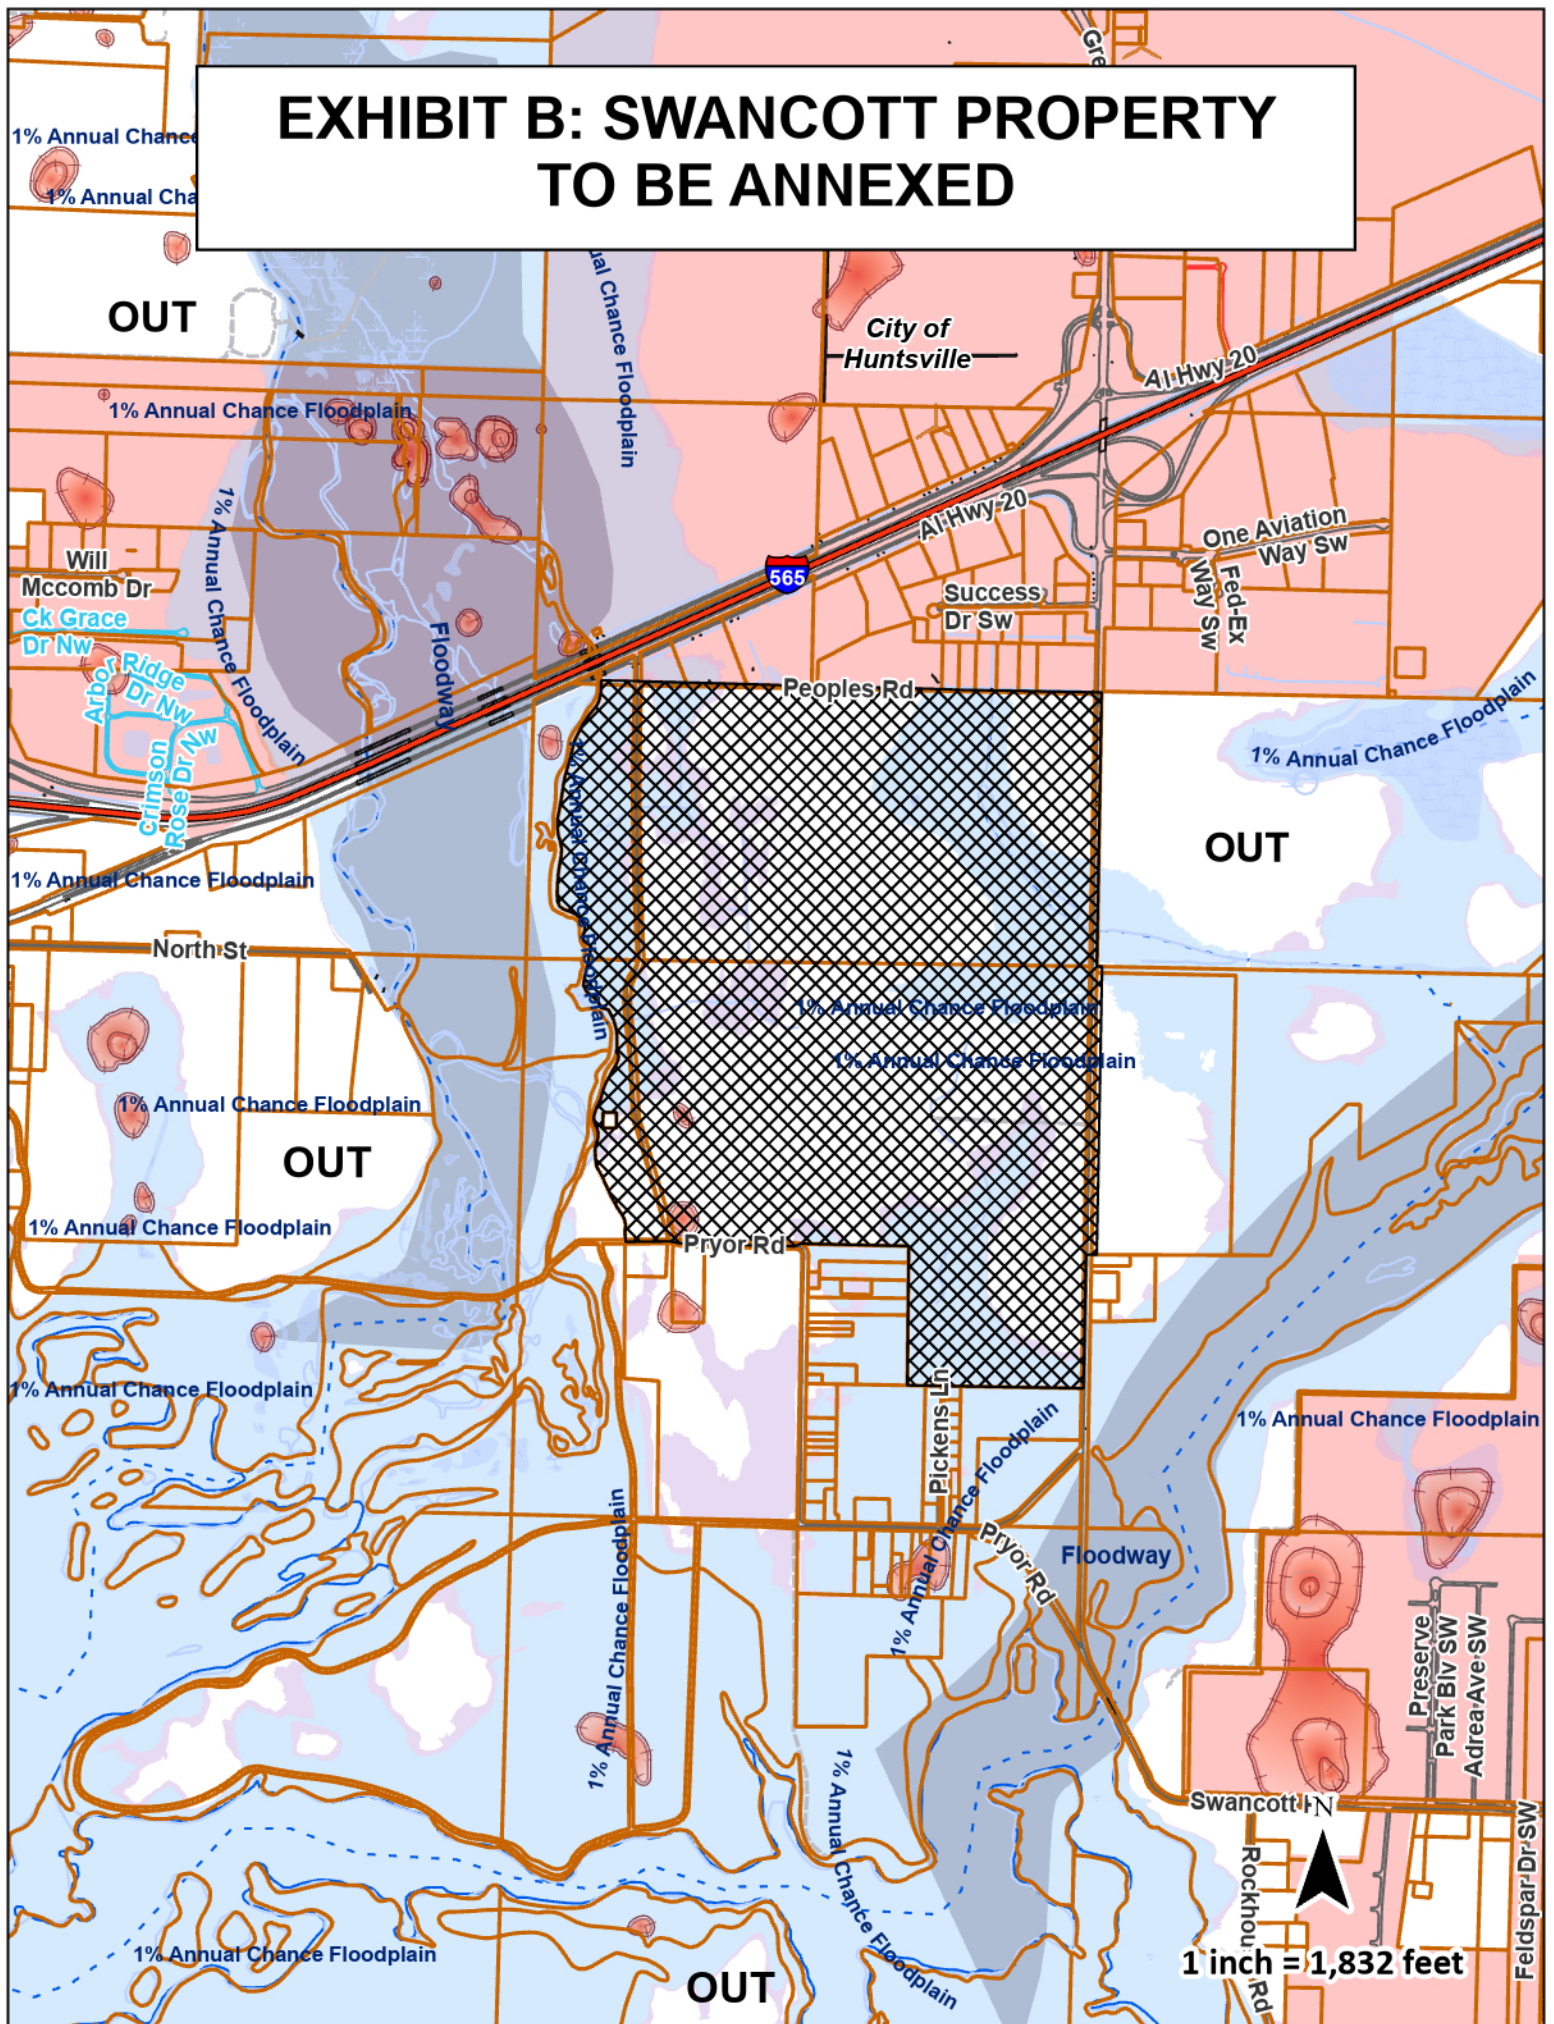 Gre
EXHIBIT B: SWANCOTT PROPERTY
TO BE ANNEXED
1% Annual Chance
1% Annual Cha
ual Chance Floodplain
OUT
City of
Huntsville
Al Hwy 20
1% Annual Chance Floodplain
1% Annual Chance Floodplain
Al Hwy 20
One Aviation
Way Sw
Fed-Ex
Way Sw
565
Will
Mccomb Dr
Success
Dr Sw
Ck Grace
Dr Nw
Floodway
Arbor Ridge
Dr Nw
Crimson
Rose Dr Nw
Peoples Rd
1% Annual Chance Floodplain
1% Annual Chance Floodplain
OUT
1% Annual Chance Floodplain
North St
1% Annual Chance Floodplain
1% Annual Chance Floodplain
1% Annual Chance Floodplain
OUT
1% Annual Chance Floodplain
Pryor Rd
1% Annual Chance Floodplain
Pickens Ln
1% Annual Chance Floodplain
1% Annual Chance Floodplain
1% Annual Chance Floodplain
Pryor Rd
Floodway
Preserve
Park Blv SW
Adrea Ave SW
1% Annual Chance Floodplain
Swancott
N
Feldspar Dr SW
Rd
1% Annual Chance Floodplain
1 inch = 1,832 feet
OUT